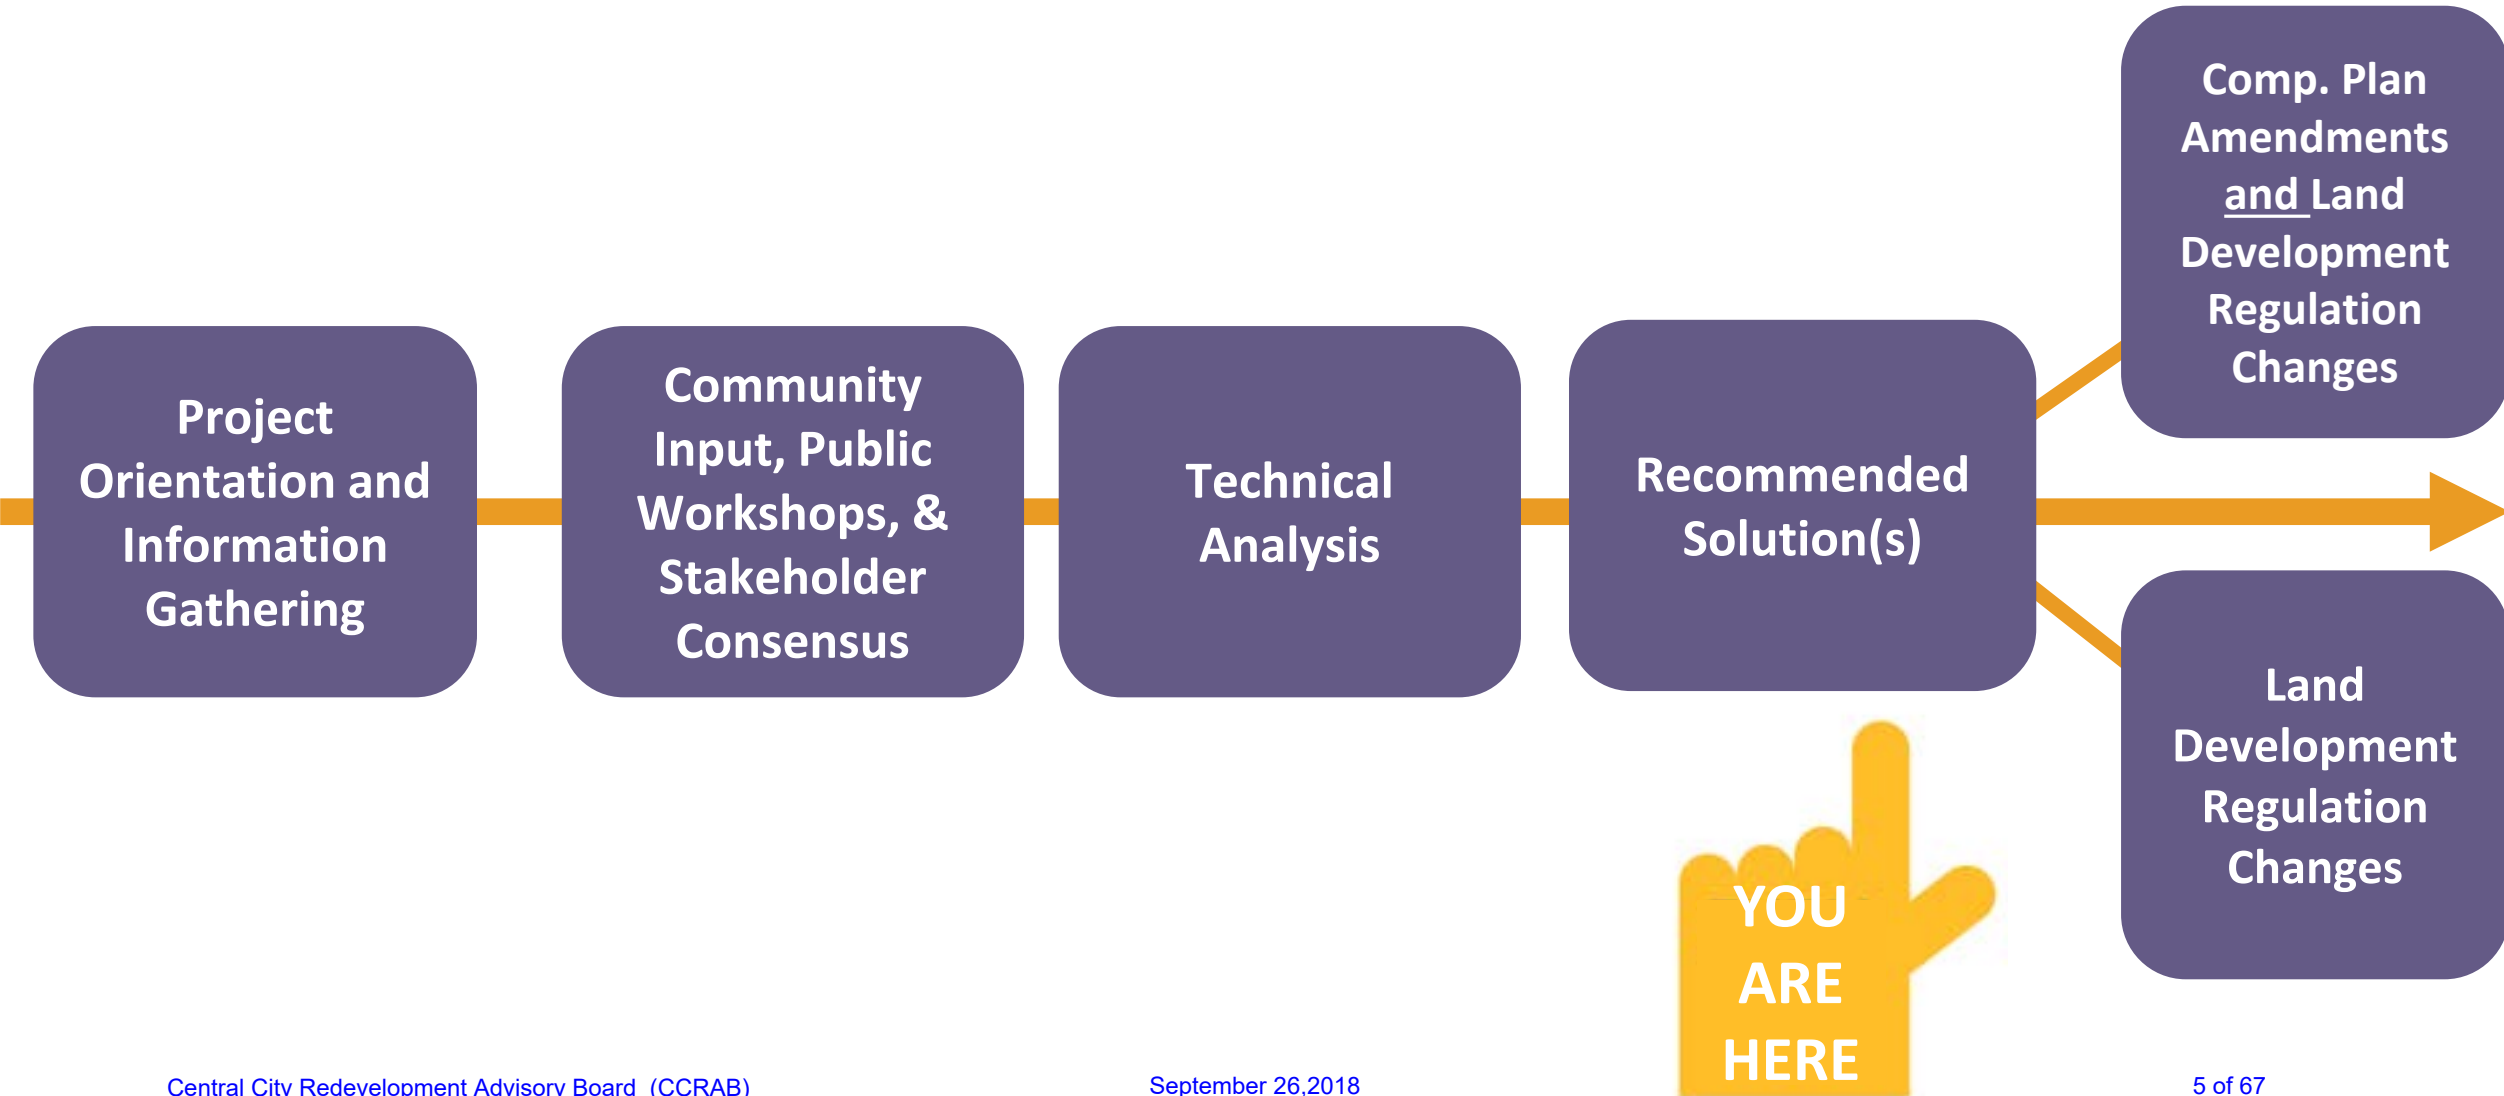 Project
Orientation and
Information
Gathering
Community
Input, Public
Workshops, &
Stakeholder
Consensus
Technical
Analysis
Recommended
Solution(s)
Comp. Plan
Amendments
and Land
Development
Regulation
Changes
Land
Development
Regulation
Changes
YOU
ARE
HERE
Central City Redevelopment Advisory Board (CCRAB)
September 26,2018
5 of 67